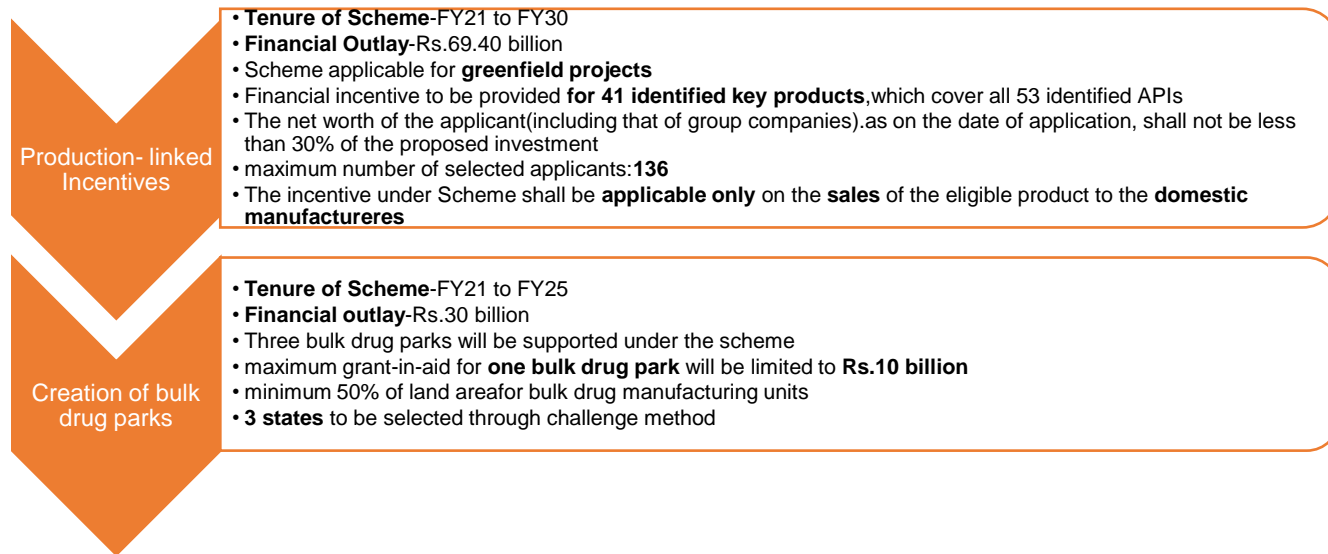 Production- linked
Incentives
• Tenure of Scheme-FY21 to FY30
• Financial Outlay-Rs.69.40 billion
• Scheme applicable for greenfield projects
• Financial incentive to be provided for 41 identified key products,which cover all 53 identified APIs
• The net worth of the applicant(including that of group companies).as on the date of application, shall not be less
than 30% of the proposed investment
• maximum number of selected applicants:136
• The incentive under Scheme shall be applicable only on the sales of the eligible product to the domestic
manufactureres
Creation of bulk
drug parks
• Tenure of Scheme-FY21 to FY25
• Financial outlay-Rs.30 billion
• Three bulk drug parks will be supported under the scheme
• maximum grant-in-aid for one bulk drug park will be limited to Rs.10 billion
• minimum 50% of land areafor bulk drug manufacturing units
• 3 states to be selected through challenge method